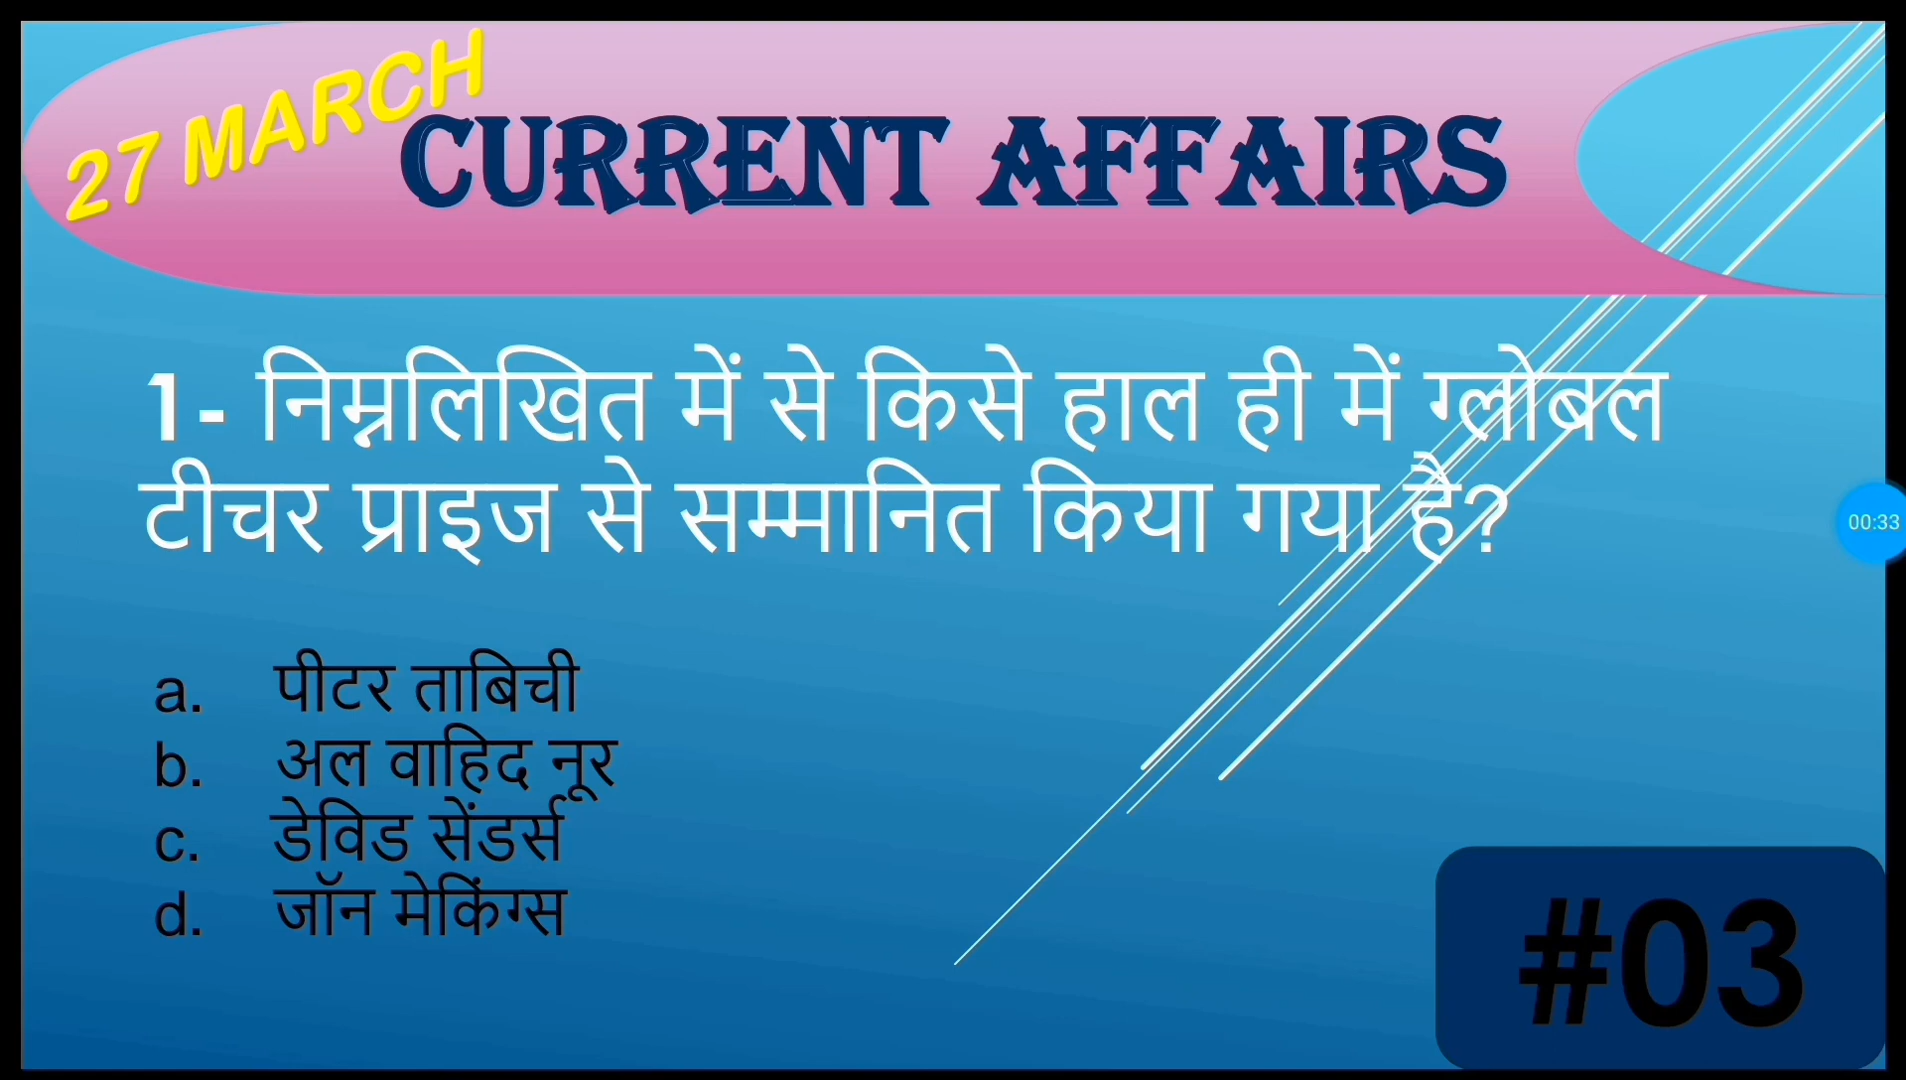 27 MARCH
CURRENT AFFAIRS
1- निम्नलिखित में से किसे हाल ही में ग्लोबल
टीचर प्राइज से सम्मानित किया गया है?
00:33
a. पीटर ताबिची
b. अल वाहिद नूर
c. डेविड सेंडर्स
d. जॉन मेकिंग्स
#03